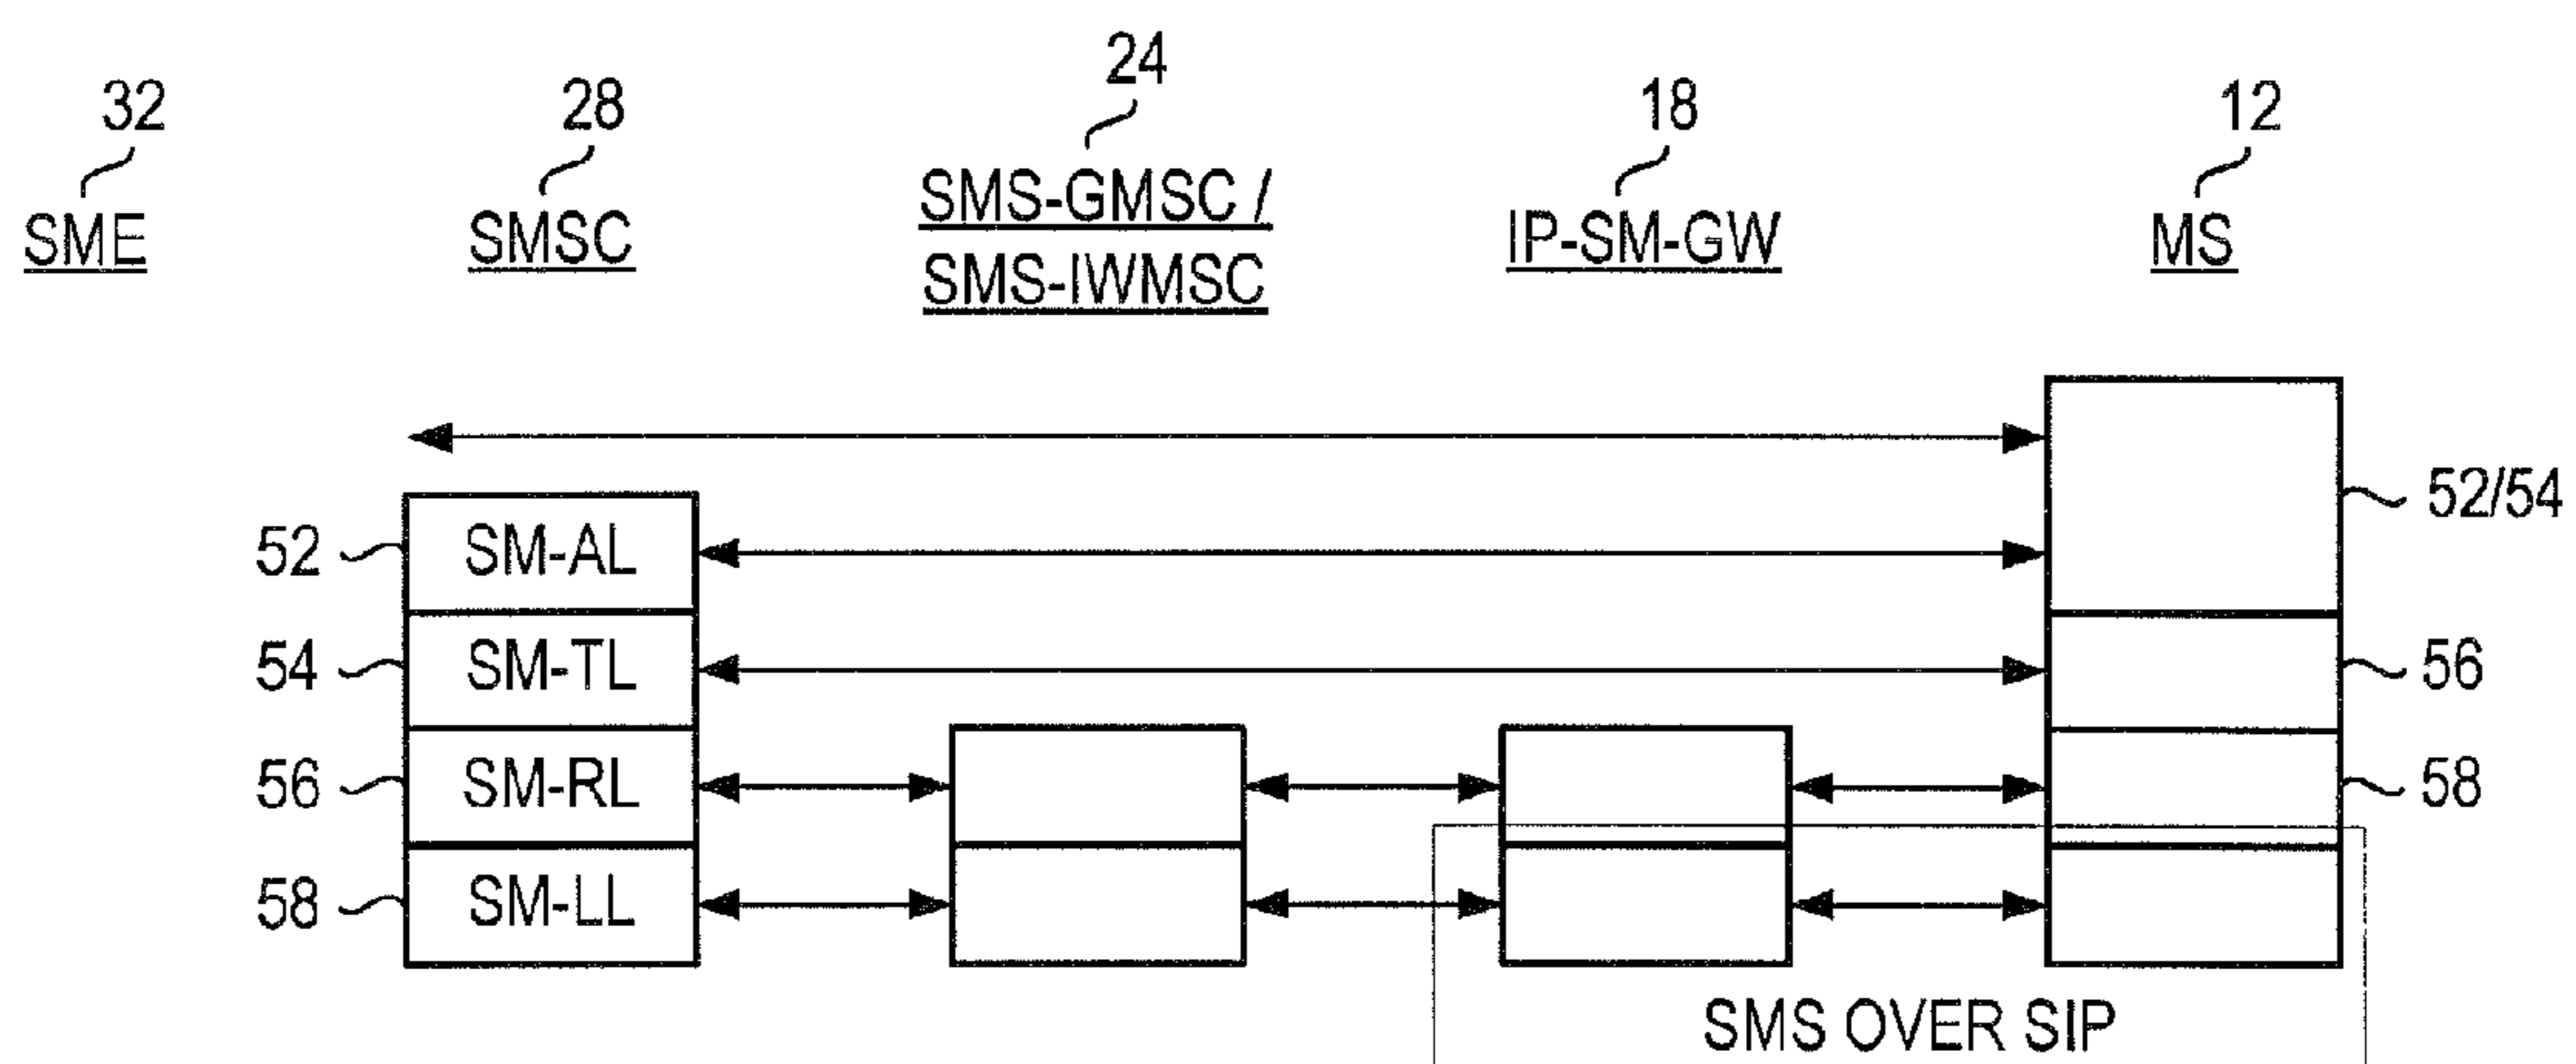 32
28
24
18
12
SME
SMSC
SMS-GMSC /
SMS-IWMSC
IP-SM-GW
MS
52
SM-AL
52/54
54
SM-TL
56
56
SM-RL
58
58
SM-LL
SMS OVER SIP